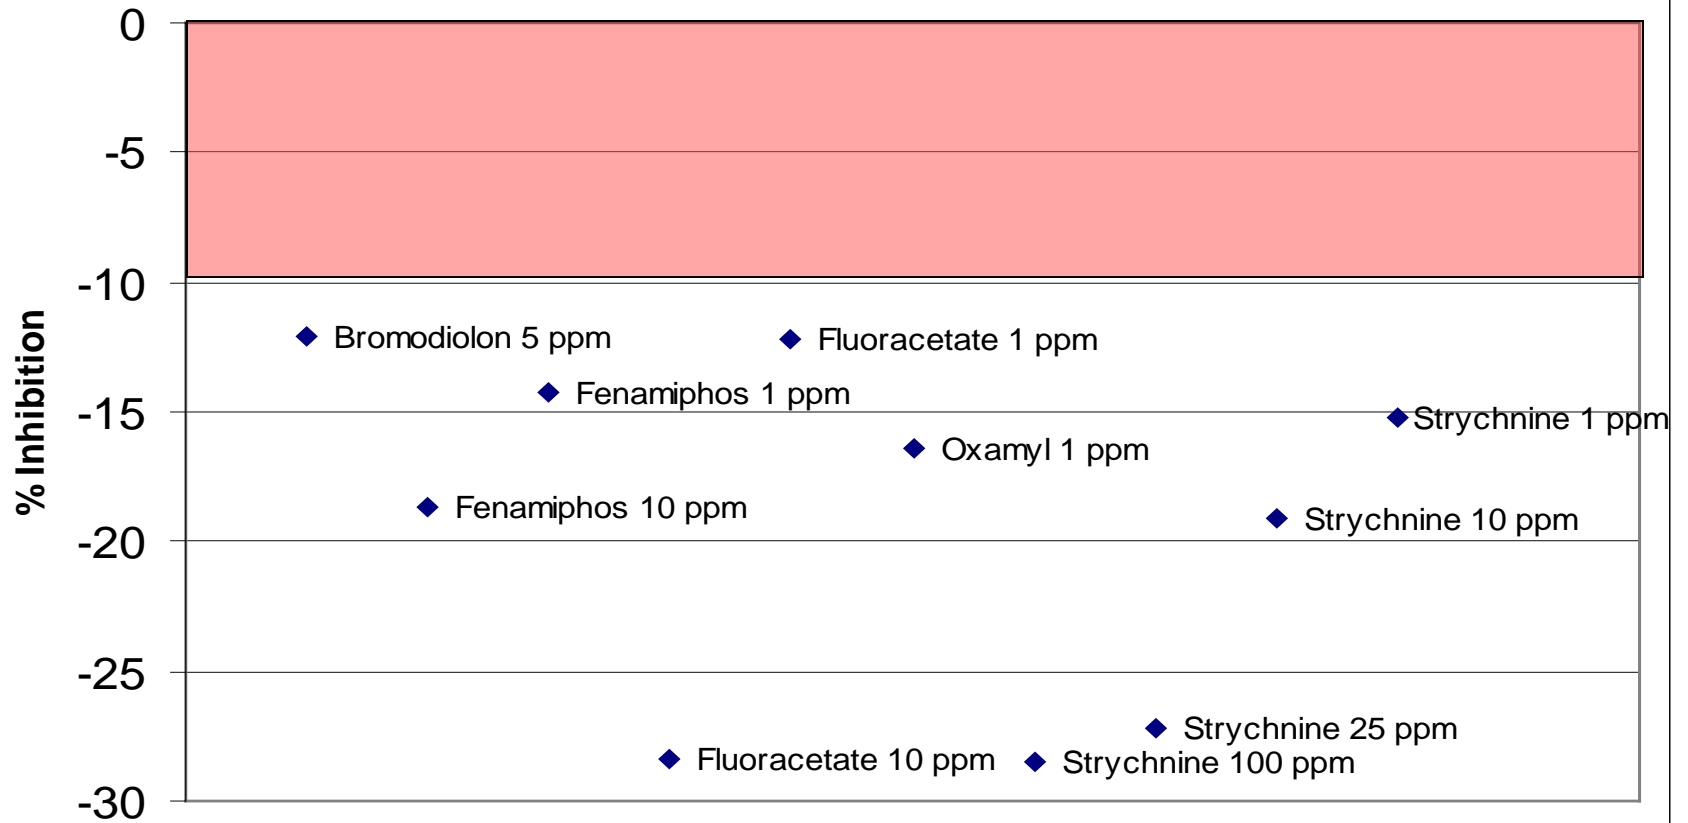 0
-5
-10
-15
-20
-25
-30
% Inhibition
Bromodiolon 5 ppm
Fluoracetate 1 ppm
Fenamiphos 1 ppm
Strychnine 1 ppm
Oxamyl 1 ppm
Fenamiphos 10 ppm
Strychnine 10 ppm
Strychnine 25 ppm
Fluoracetate 10 ppm
Strychnine 100 ppm